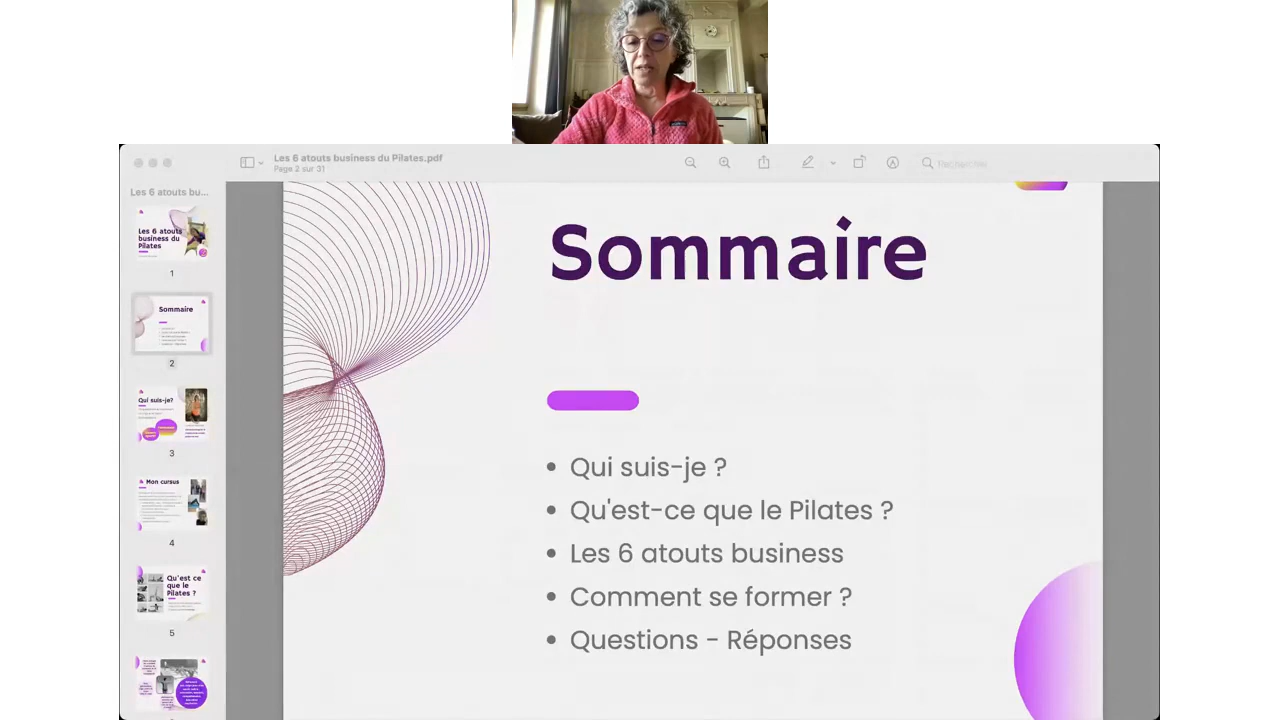 Les 6 atouts business du Pilates.pdf
Page 2 sur 31
Rechercher
Les 6 atouts bu...
Les 6 atouts
business du
Pilates
1
Sommaire
2
Qui suis-je?
3
Mon cursus
4
Qu'est ce
que le
Pilates ?
5
Sommaire
• Qui suis-je ?
• Qu'est-ce que le Pilates ?
• Les 6 atouts business
• Comment se former ?
• Questions - Réponses